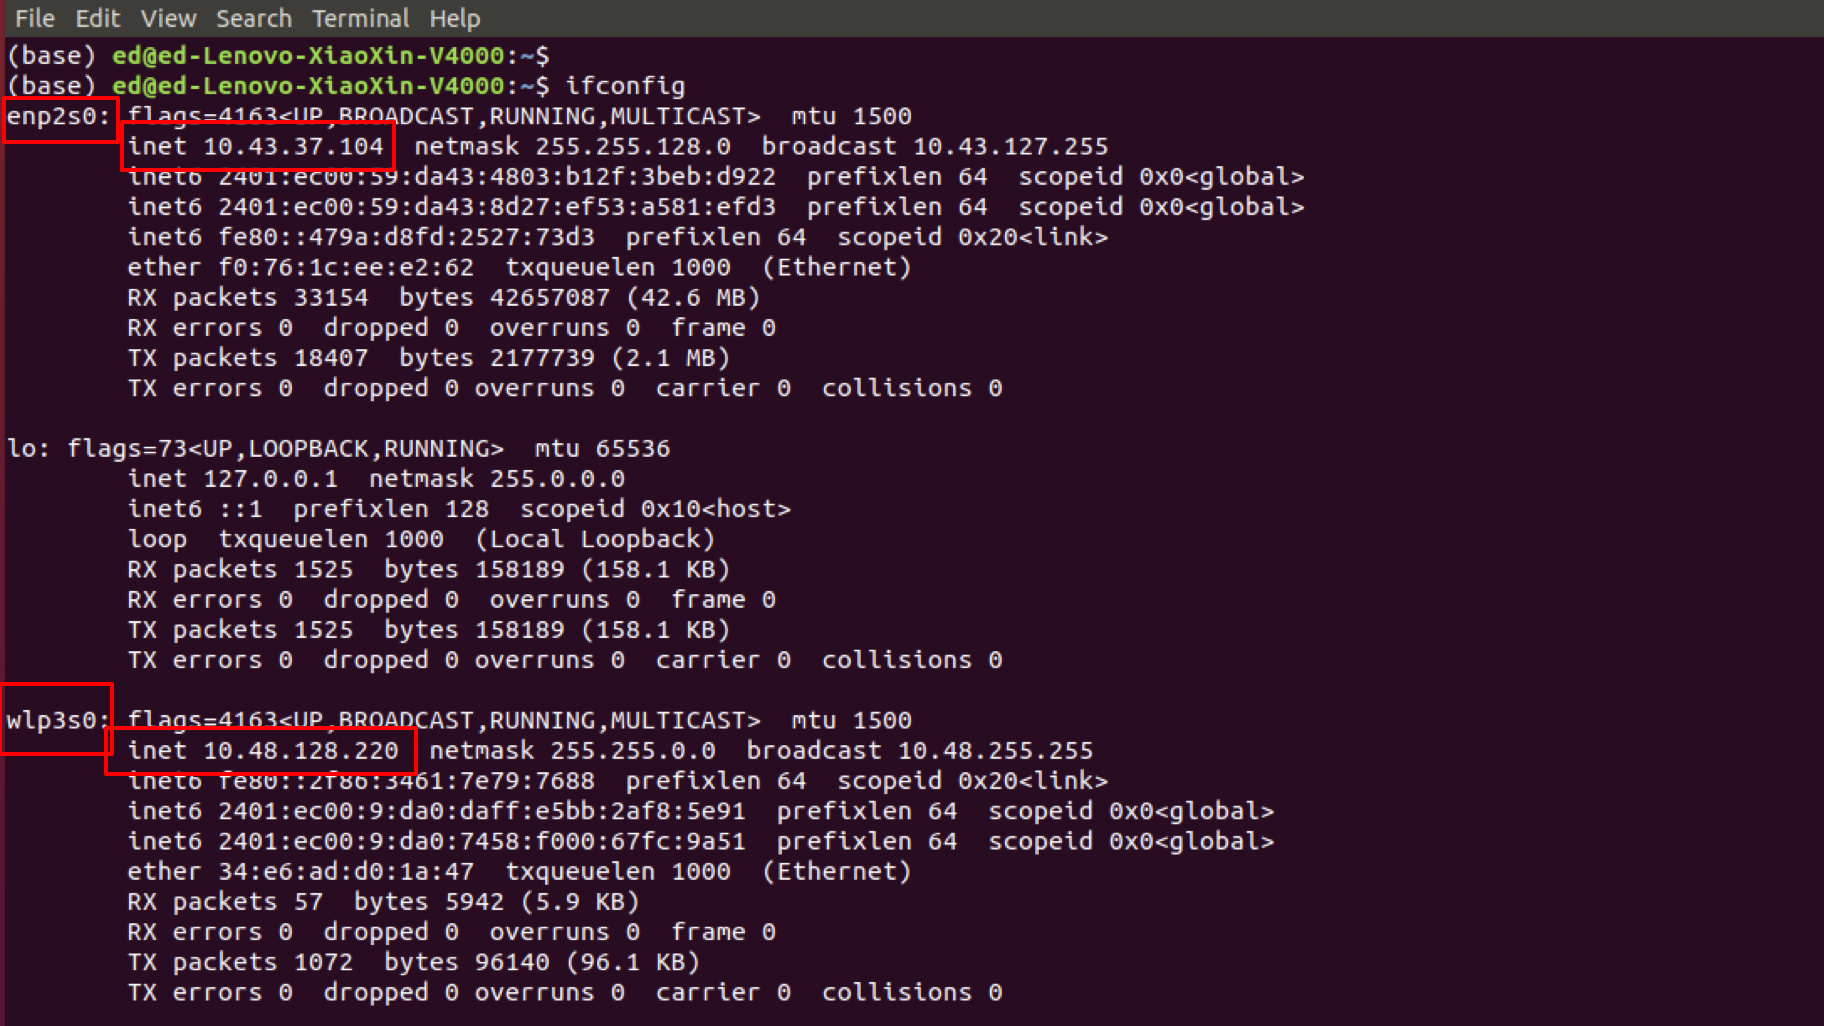 File Edit View Search Terminal Help
(base) ed@ed-Lenovo-XiaoXin-V4000:~$
(base) ed@ed-Lenovo-XiaoXin-V4000:~$ ifconfig
enp2s0: flags=4163<UP,BROADCAST,RUNNING,MULTICAST>  mtu 1500
        inet 10.43.37.104  netmask 255.255.128.0  broadcast 10.43.127.255
        inet6 2401:ec00:59:da43:4803:b12f:3beb:d922  prefixlen 64  scopeid 0x0<global>
        inet6 2401:ec00:59:da43:8d27:ef53:a581:efd3  prefixlen 64  scopeid 0x0<global>
        inet6 fe80::479a:d8fd:2527:73d3  prefixlen 64  scopeid 0x20<link>
        ether f0:76:1c:ee:e2:62  txqueuelen 1000  (Ethernet)
        RX packets 33154  bytes 42657087 (42.6 MB)
        RX errors 0  dropped 0  overruns 0  frame 0
        TX packets 18407  bytes 2177739 (2.1 MB)
        TX errors 0  dropped 0 overruns 0  carrier 0  collisions 0
lo: flags=73<UP,LOOPBACK,RUNNING>  mtu 65536
        inet 127.0.0.1  netmask 255.0.0.0
        inet6 ::1  prefixlen 128  scopeid 0x10<host>
        loop  txqueuelen 1000  (Local Loopback)
        RX packets 1525  bytes 158189 (158.1 KB)
        RX errors 0  dropped 0  overruns 0  frame 0
        TX packets 1525  bytes 158189 (158.1 KB)
        TX errors 0  dropped 0 overruns 0  carrier 0  collisions 0
wlp3s0: flags=4163<UP,BROADCAST,RUNNING,MULTICAST>  mtu 1500
        inet 10.48.128.220  netmask 255.255.0.0  broadcast 10.48.255.255
        inet6 fe80::2f86:3461:7e79:7688  prefixlen 64  scopeid 0x20<link>
        inet6 2401:ec00:9:da0:daff:e5bb:2af8:5e91  prefixlen 64  scopeid 0x0<global>
        inet6 2401:ec00:9:da0:7458:f000:67fc:9a51  prefixlen 64  scopeid 0x0<global>
        ether 34:e6:ad:d0:1a:47  txqueuelen 1000  (Ethernet)
        RX packets 57  bytes 5942 (5.9 KB)
        RX errors 0  dropped 0  overruns 0  frame 0
        TX packets 1072  bytes 96140 (96.1 KB)
        TX errors 0  dropped 0 overruns 0  carrier 0  collisions 0